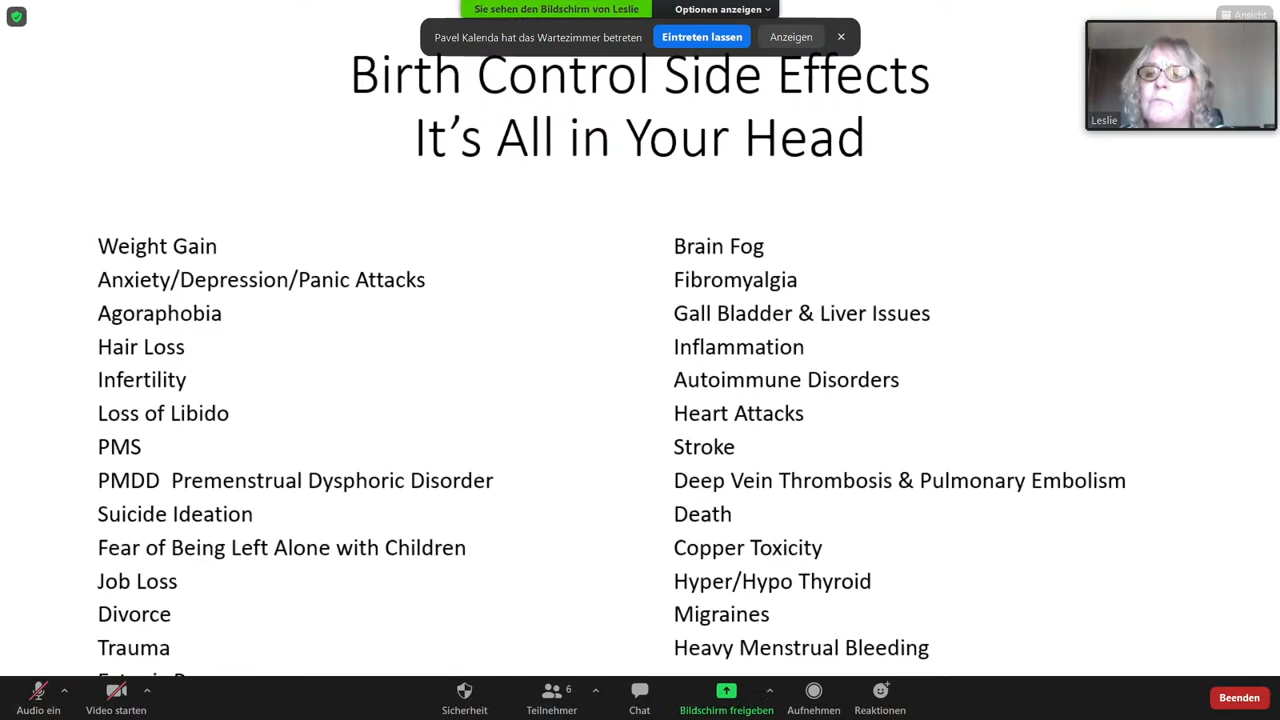 Sie sehen den Bildschirm von Leslie
Optionen anzeigen
Ansicht
Pavel Kalenda hat das Wartezimmer betreten
Eintreten lassen
Anzeigen
Birth Control Side Effects
It's All in Your Head
Leslie
Weight Gain
Anxiety/Depression/Panic Attacks
Agoraphobia
Hair Loss
Infertility
Loss of Libido
PMS
PMDD Premenstrual Dysphoric Disorder
Suicide Ideation
Fear of Being Left Alone with Children
Job Loss
Divorce
Trauma
Brain Fog
Fibromyalgia
Gall Bladder & Liver Issues
Inflammation
Autoimmune Disorders
Heart Attacks
Stroke
Deep Vein Thrombosis & Pulmonary Embolism
Death
Copper Toxicity
Hyper/Hypo Thyroid
Migraines
Heavy Menstrual Bleeding
Audio ein
Video starten
Sicherheit
6
Teilnehmer
Chat
Bildschirm freigeben
Aufnehmen
Reaktionen
Beenden